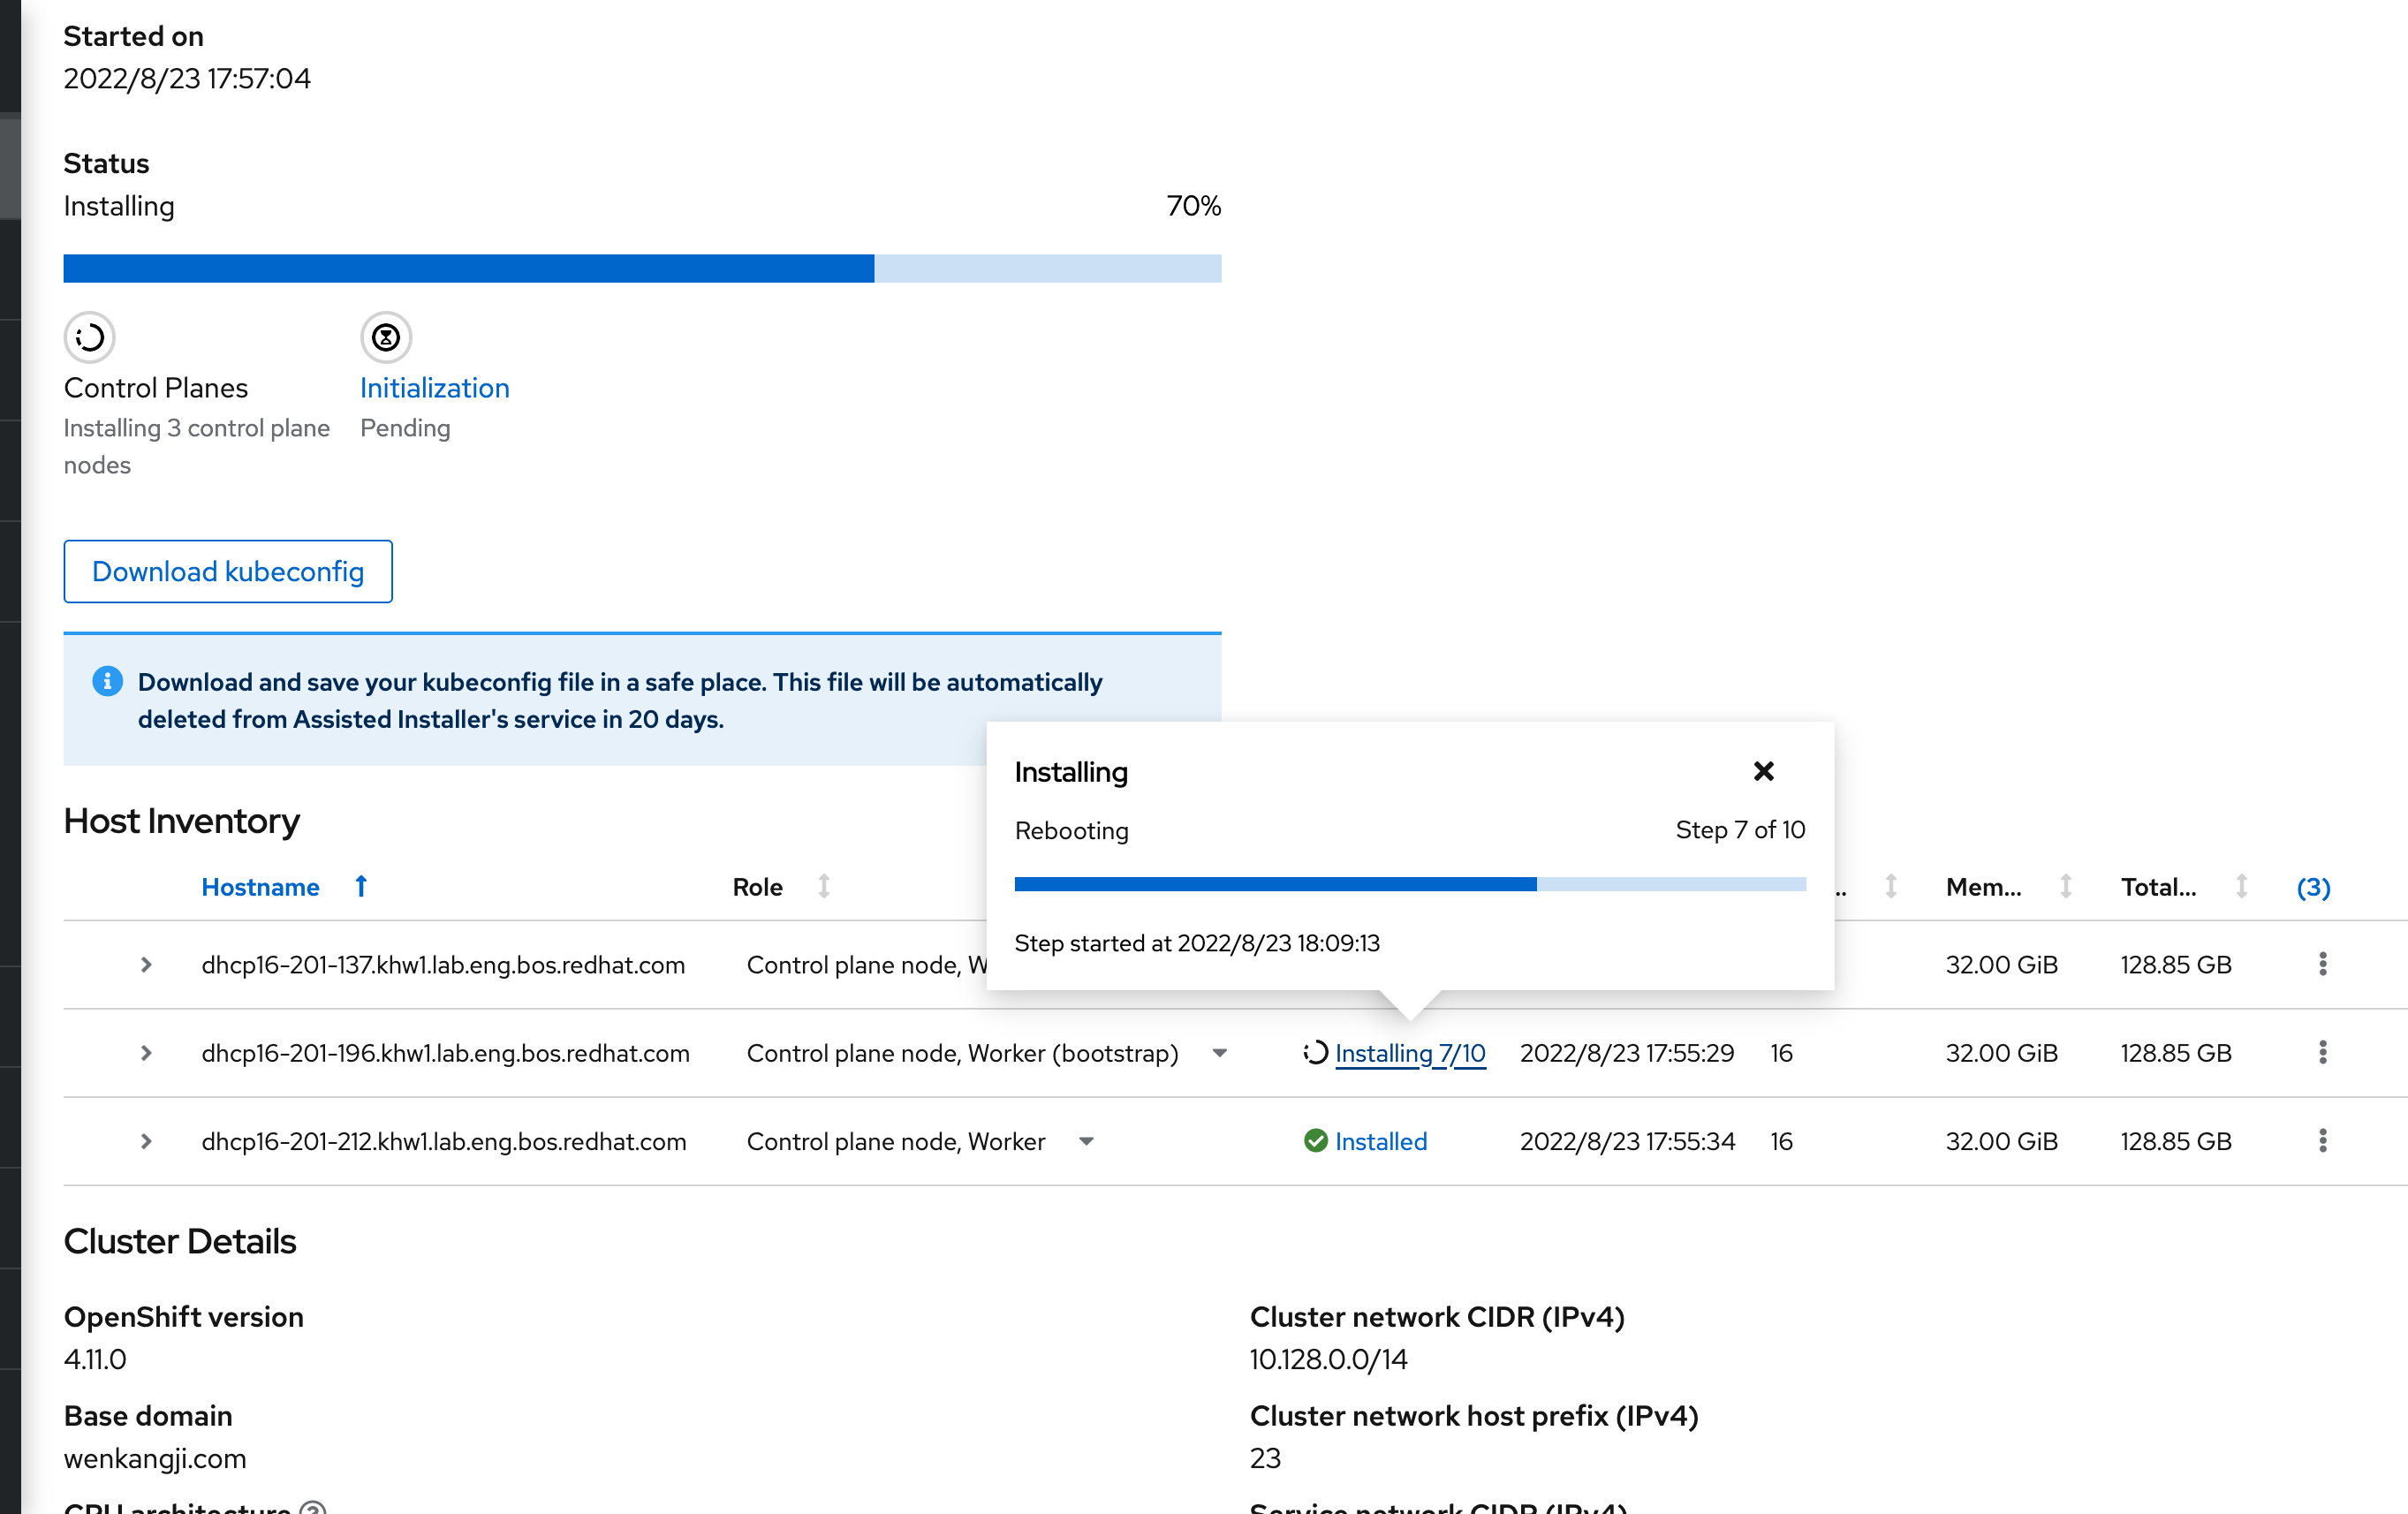 Started on
2022/8/23 17:57:04
Status
Installing 70%
Control Planes
Installing 3 control plane
nodes
Initialization
Pending
Download kubeconfig
Download and save your kubeconfig file in a safe place. This file will be automatically
deleted from Assisted Installer's service in 20 days.
Installing
Rebooting Step 7 of 10
Step started at 2022/8/23 18:09:13
Host Inventory
Hostname Role .. Mem... Total... (3)
dhcp16-201-137.khw1.lab.eng.bos.redhat.com Control plane node, W 32.00 GiB 128.85 GB
dhcp16-201-196.khw1.lab.eng.bos.redhat.com Control plane node, Worker (bootstrap) Installing 7/10 2022/8/23 17:55:29 16 32.00 GiB 128.85 GB
dhcp16-201-212.khw1.lab.eng.bos.redhat.com Control plane node, Worker Installed 2022/8/23 17:55:34 16 32.00 GiB 128.85 GB
Cluster Details
OpenShift version
4.11.0
Base domain
wenkangji.com
CPU architecture
Cluster network CIDR (IPv4)
10.128.0.0/14
Cluster network host prefix (IPv4)
23
Service network CIDR (IPv4)